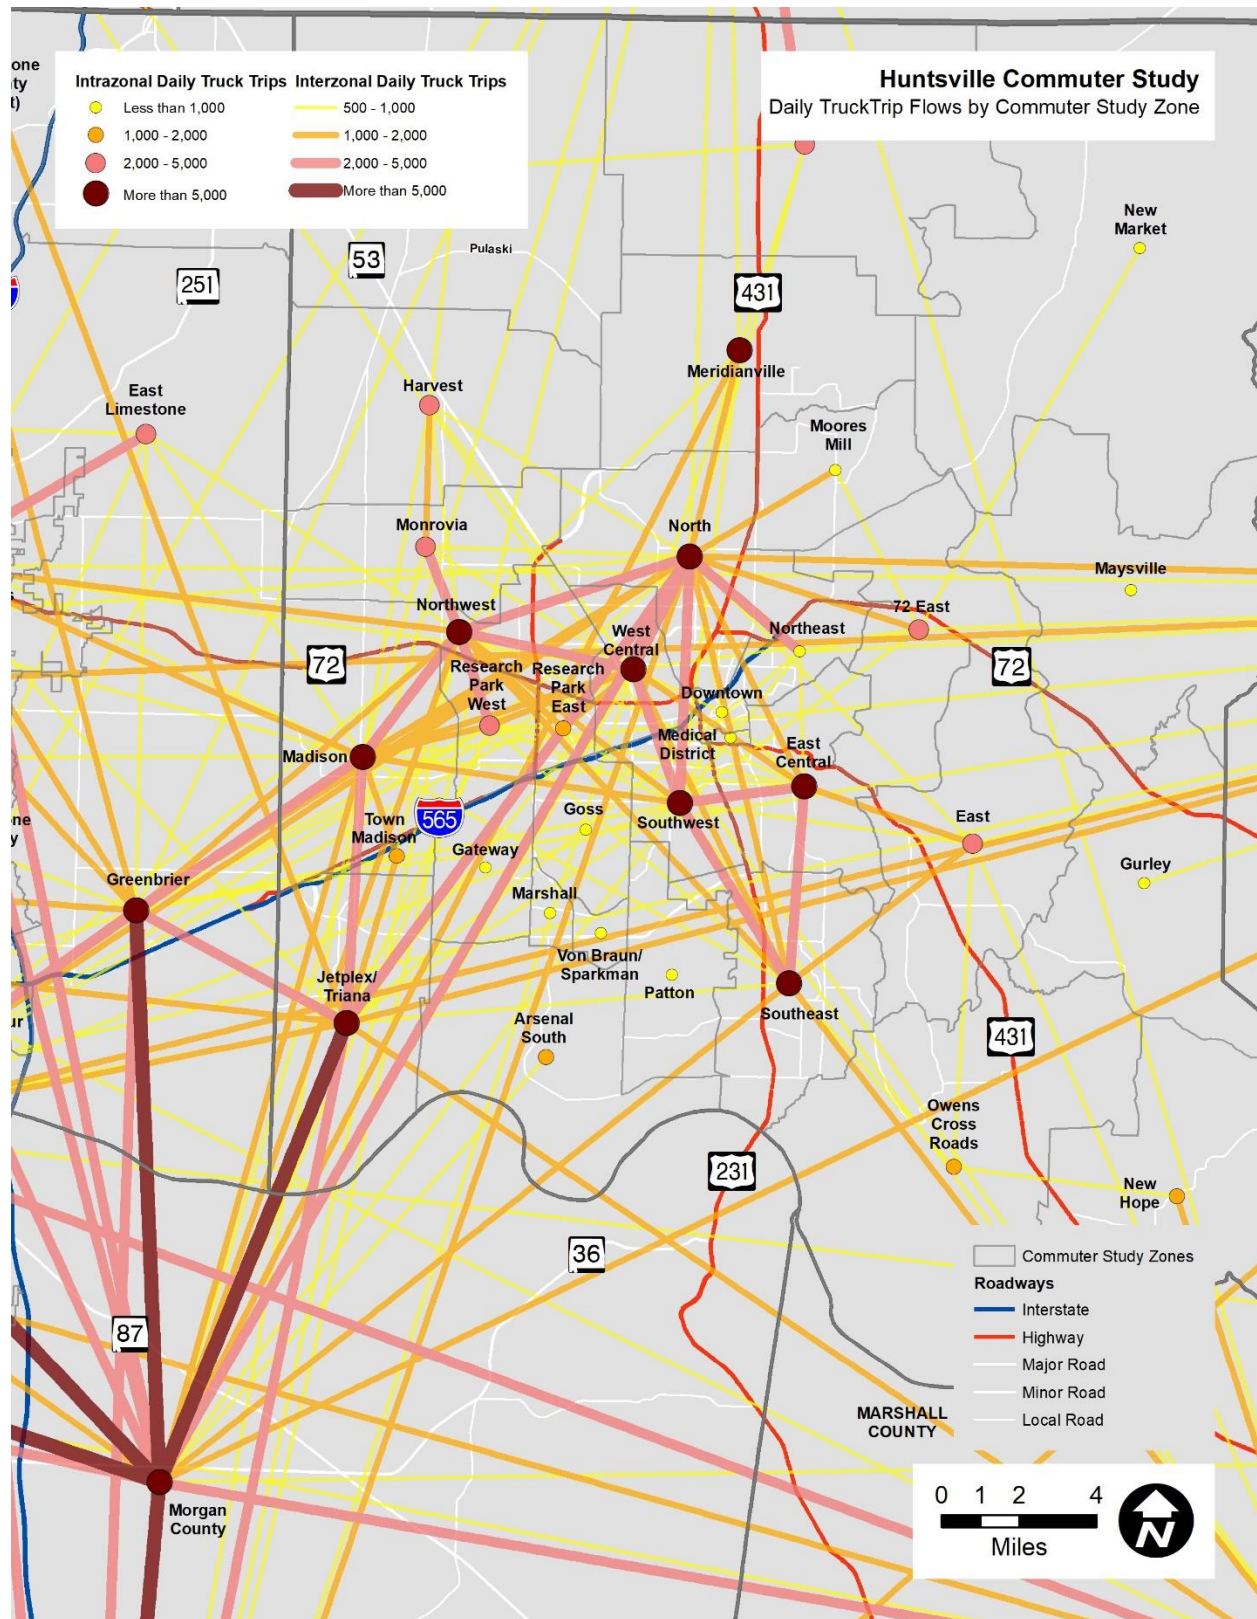 Huntsville Commuter Study
Daily TruckTrip Flows by Commuter Study Zone
Intrazonal Daily Truck Trips
Less than 1,000
1,000 - 2,000
2,000 - 5,000
More than 5,000
Interzonal Daily Truck Trips
500 - 1,000
1,000 - 2,000
2,000 - 5,000
More than 5,000
one
ty
t)
New
Market
53
Pulaski
251
431
Meridianville
East
Limestone
Harvest
Moores
Mill
North
Monrovia
Maysville
Northwest
72 East
West
Central
Northeast
72
72
Research
Park
West
Research
Park
East
Downtown
Medical
District
East
Central
Madison
565
Town
Madison
Goss
Southwest
East
one
y
Gateway
Gurley
Greenbrier
Marshall
Von Braun/
Sparkman
Patton
Jetplex/
Triana
Southeast
ur
Arsenal
South
431
Owens
Cross
Roads
231
New
Hope
36
Commuter Study Zones
Roadways
Interstate
Highway
Major Road
Minor Road
Local Road
87
MARSHALL
COUNTY
Morgan
County
0 1 2 4
Miles
N